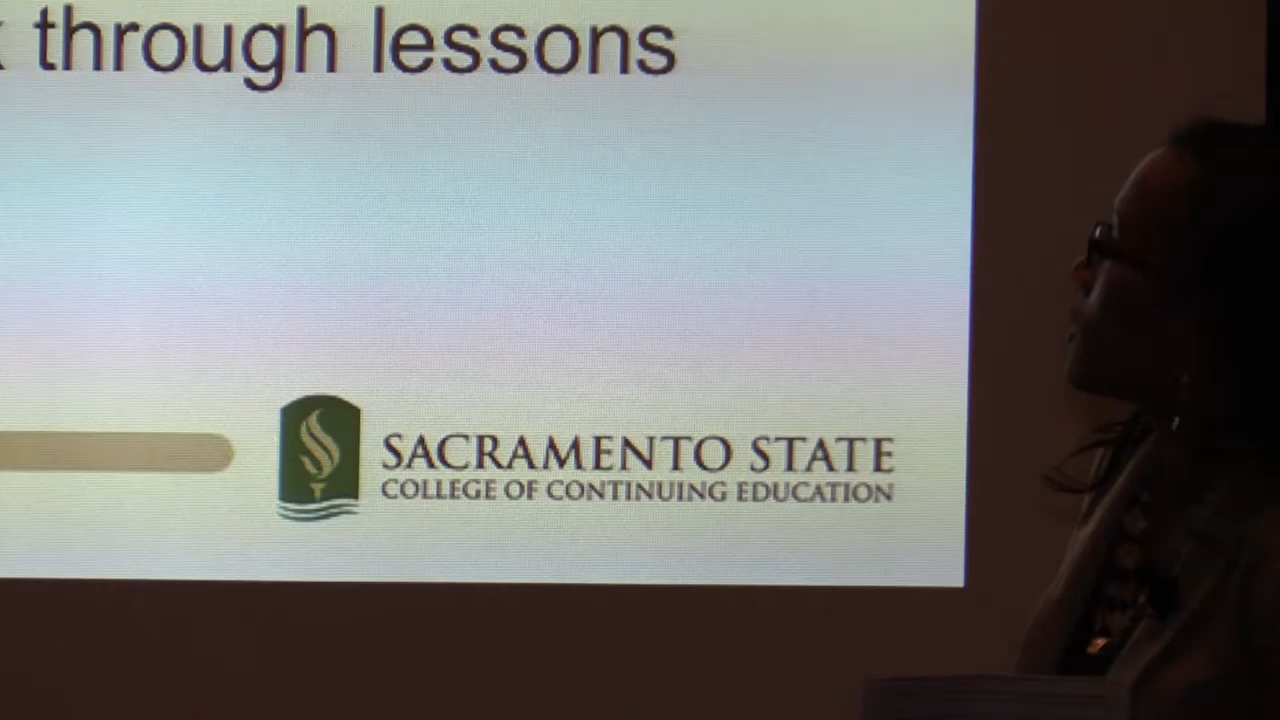 through lessons
SACRAMENTO STATE
COLLEGE OF CONTINUING EDUCATION